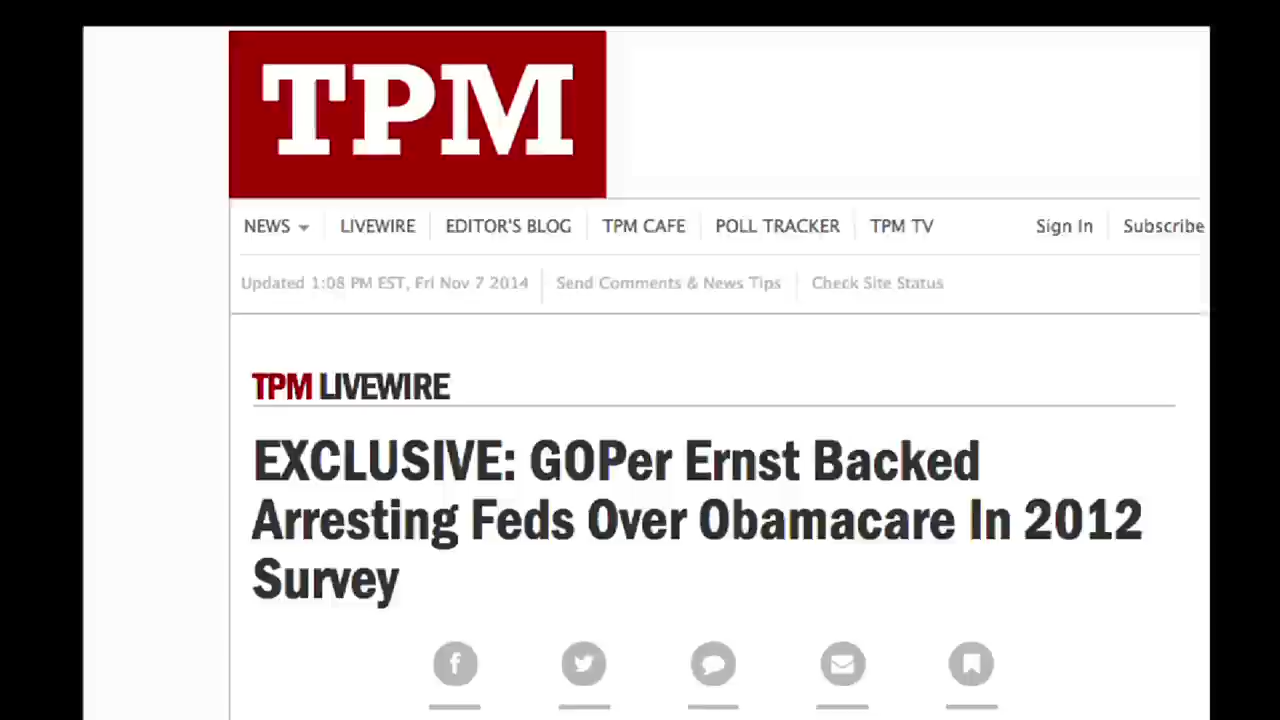 TPM
NEWS LIVEWIRE EDITOR'S BLOG TPM CAFE POLL TRACKER TPM TV Sign In Subscribe
Updated 1:08 PM EST, Fri Nov 7 2014 Send Comments & News Tips Check Site Status
TPM LIVEWIRE
EXCLUSIVE: GOPer Ernst Backed
Arresting Feds Over Obamacare In 2012
Survey